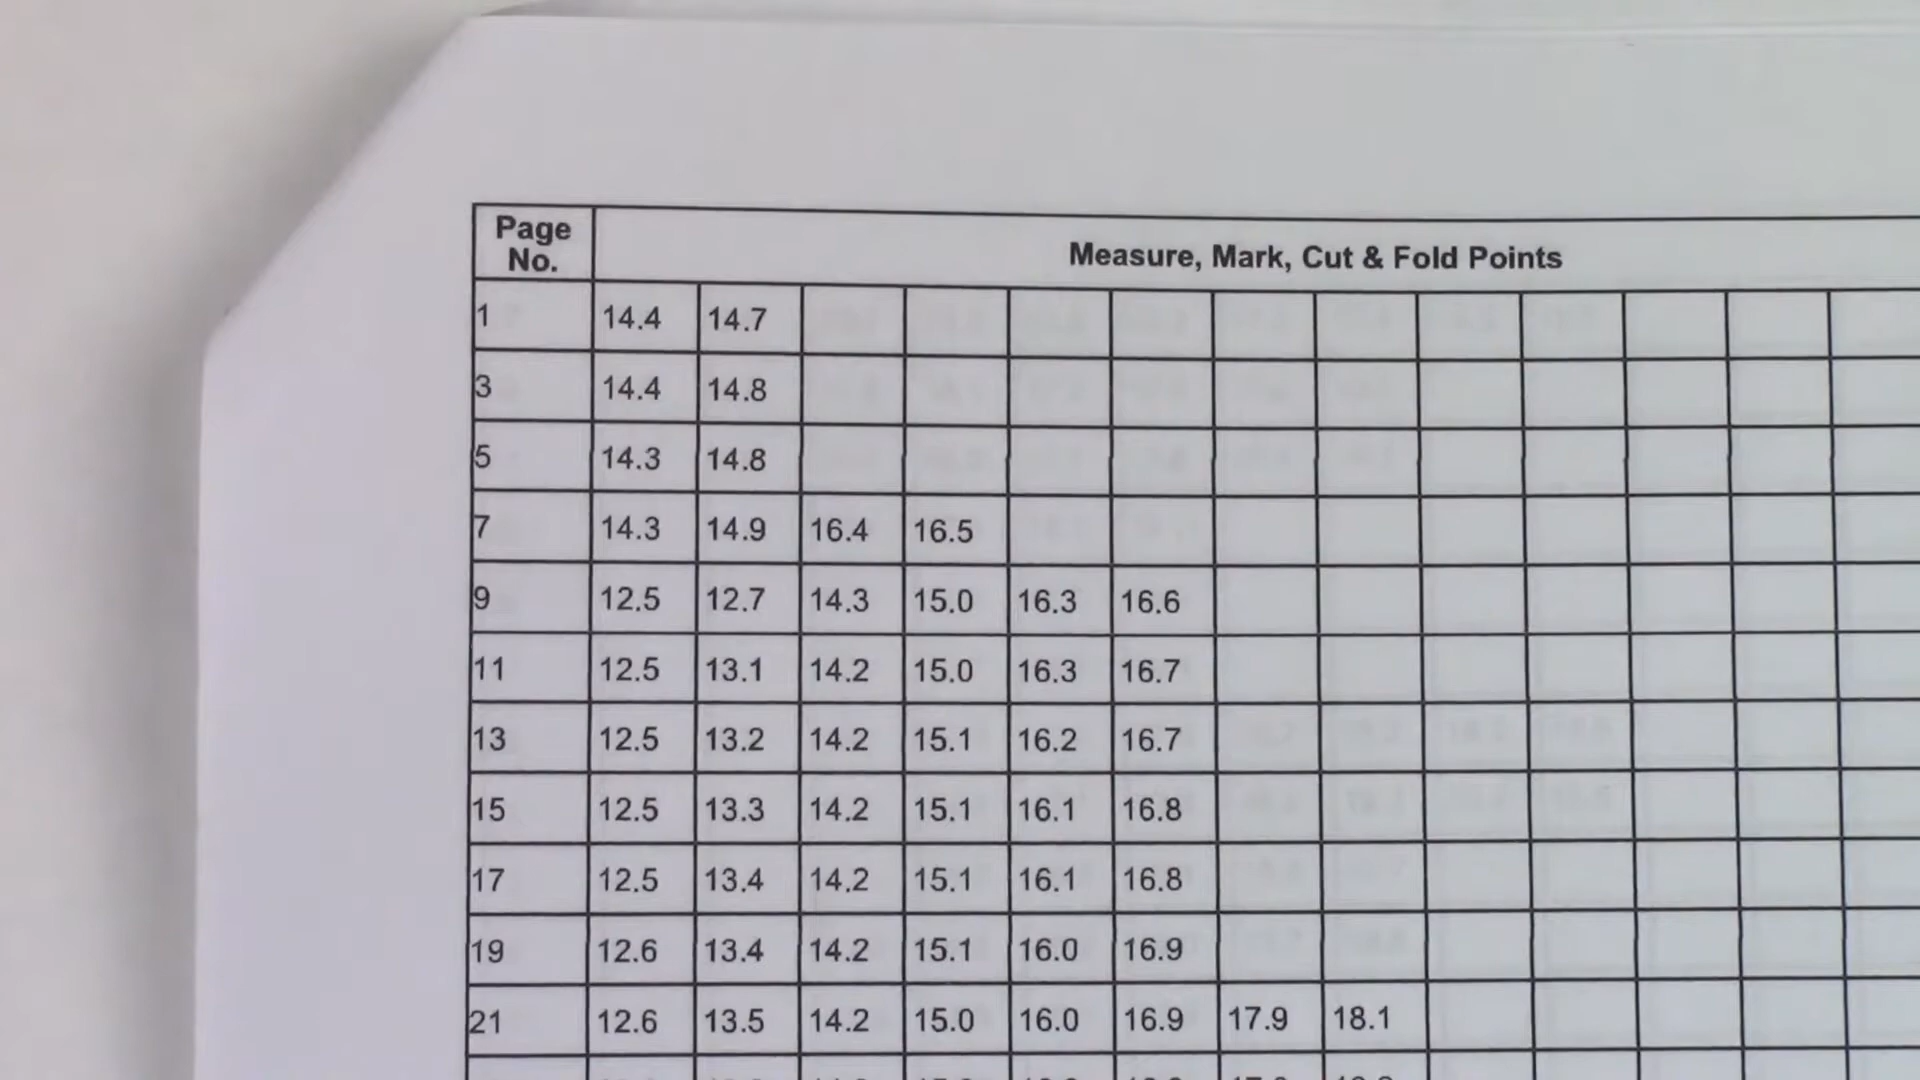 Page No.
Measure, Mark, Cut & Fold Points
1 14.4 14.7
3 14.4 14.8
5 14.3 14.8
7 14.3 14.9 16.4 16.5
9 12.5 12.7 14.3 15.0 16.3 16.6
11 12.5 13.1 14.2 15.0 16.3 16.7
13 12.5 13.2 14.2 15.1 16.2 16.7
15 12.5 13.3 14.2 15.1 16.1 16.8
17 12.5 13.4 14.2 15.1 16.1 16.8
19 12.6 13.4 14.2 15.1 16.0 16.9
21 12.6 13.5 14.2 15.0 16.0 16.9 17.9 18.1